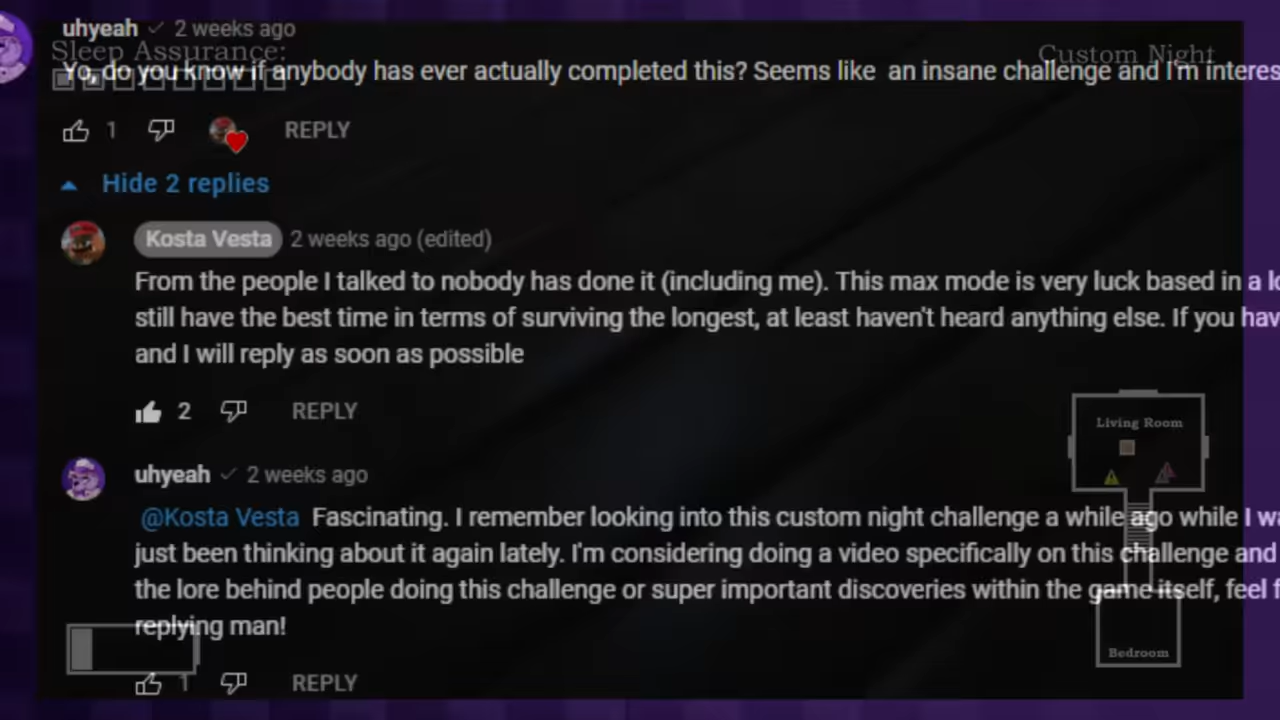 uhyeah 2 weeks ago
Sleep Assurance:
Custom Night
Yo, do you know if anybody has ever actually completed this? Seems like an insane challenge and I'm interes
1 REPLY
Hide 2 replies
Kosta Vesta 2 weeks ago (edited)
From the people I talked to nobody has done it (including me). This max mode is very luck based in a lo
still have the best time in terms of surviving the longest, at least haven't heard anything else. If you hav
and I will reply as soon as possible
2 REPLY
Living Room
uhyeah 2 weeks ago
@Kosta Vesta Fascinating. I remember looking into this custom night challenge a while ago while I wa
just been thinking about it again lately. I'm considering doing a video specifically on this challenge and
the lore behind people doing this challenge or super important discoveries within the game itself, feel f
replying man!
Bedroom
1 REPLY